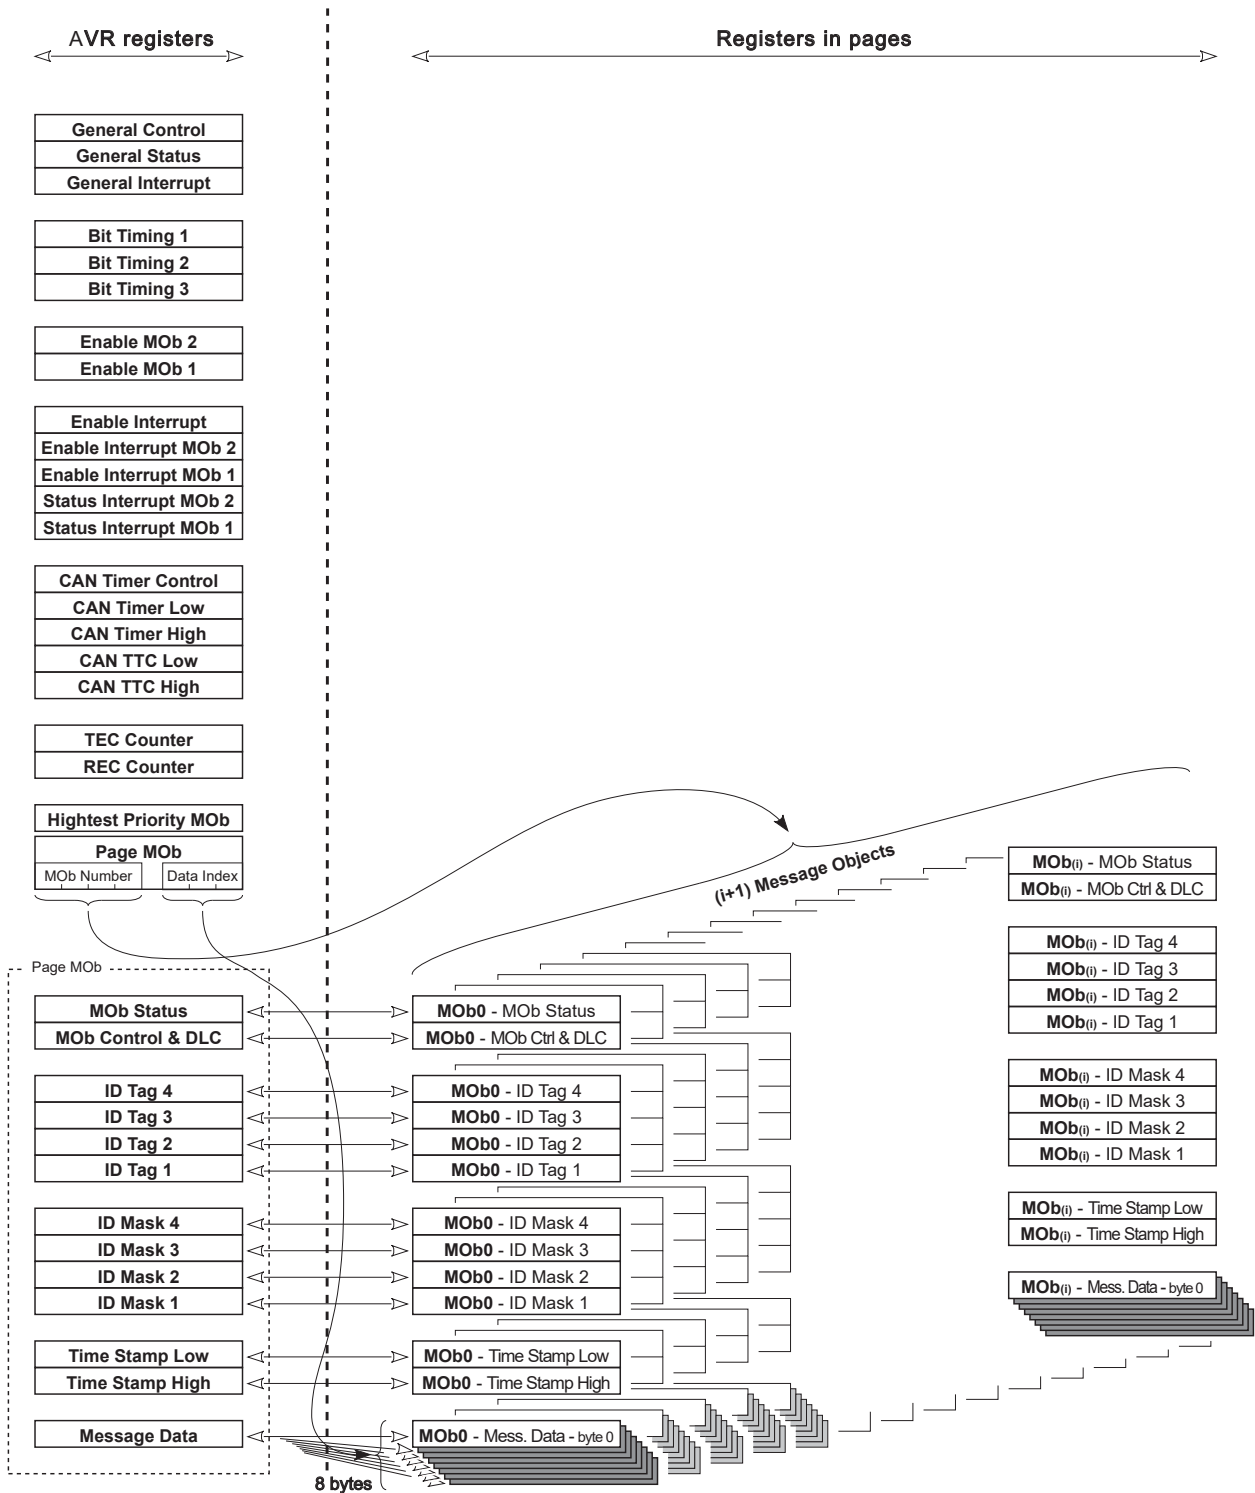 AVR registers
Registers in pages
General Control
General Status
General Interrupt
Bit Timing 1
Bit Timing 2
Bit Timing 3
Enable MOb 2
Enable MOb 1
Enable Interrupt
Enable Interrupt MOb 2
Enable Interrupt MOb 1
Status Interrupt MOb 2
Status Interrupt MOb 1
CAN Timer Control
CAN Timer Low
CAN Timer High
CAN TTC Low
CAN TTC High
TEC Counter
REC Counter
Hightest Priority MOb
Page MOb
MOb Number
Data Index
Page MOb
MOb Status
MOb Control & DLC
ID Tag 4
ID Tag 3
ID Tag 2
ID Tag 1
ID Mask 4
ID Mask 3
ID Mask 2
ID Mask 1
Time Stamp Low
Time Stamp High
Message Data
8 bytes
MOb0 - MOb Status
MOb0 - MOb Ctrl & DLC
MOb0 - ID Tag 4
MOb0 - ID Tag 3
MOb0 - ID Tag 2
MOb0 - ID Tag 1
MOb0 - ID Mask 4
MOb0 - ID Mask 3
MOb0 - ID Mask 2
MOb0 - ID Mask 1
MOb0 - Time Stamp Low
MOb0 - Time Stamp High
MOb0 - Mess. Data - byte 0
(i+1) Message Objects
MOb(i) - MOb Status
MOb(i) - MOb Ctrl & DLC
MOb(i) - ID Tag 4
MOb(i) - ID Tag 3
MOb(i) - ID Tag 2
MOb(i) - ID Tag 1
MOb(i) - ID Mask 4
MOb(i) - ID Mask 3
MOb(i) - ID Mask 2
MOb(i) - ID Mask 1
MOb(i) - Time Stamp Low
MOb(i) - Time Stamp High
MOb(i) - Mess. Data - byte 0